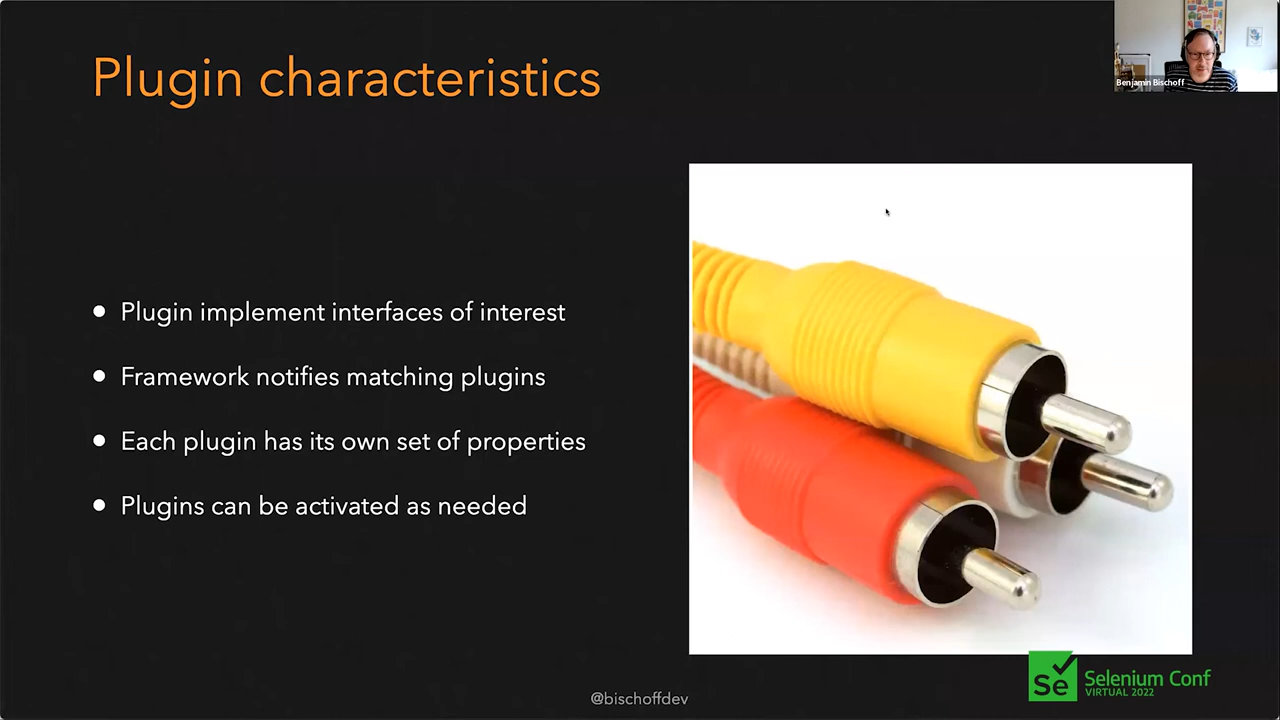 Plugin characteristics
Benjamin Bischoff
Plugin implement interfaces of interest
Framework notifies matching plugins
Each plugin has its own set of properties
Plugins can be activated as needed
Se Selenium Conf
VIRTUAL 2022
@bischoffdev